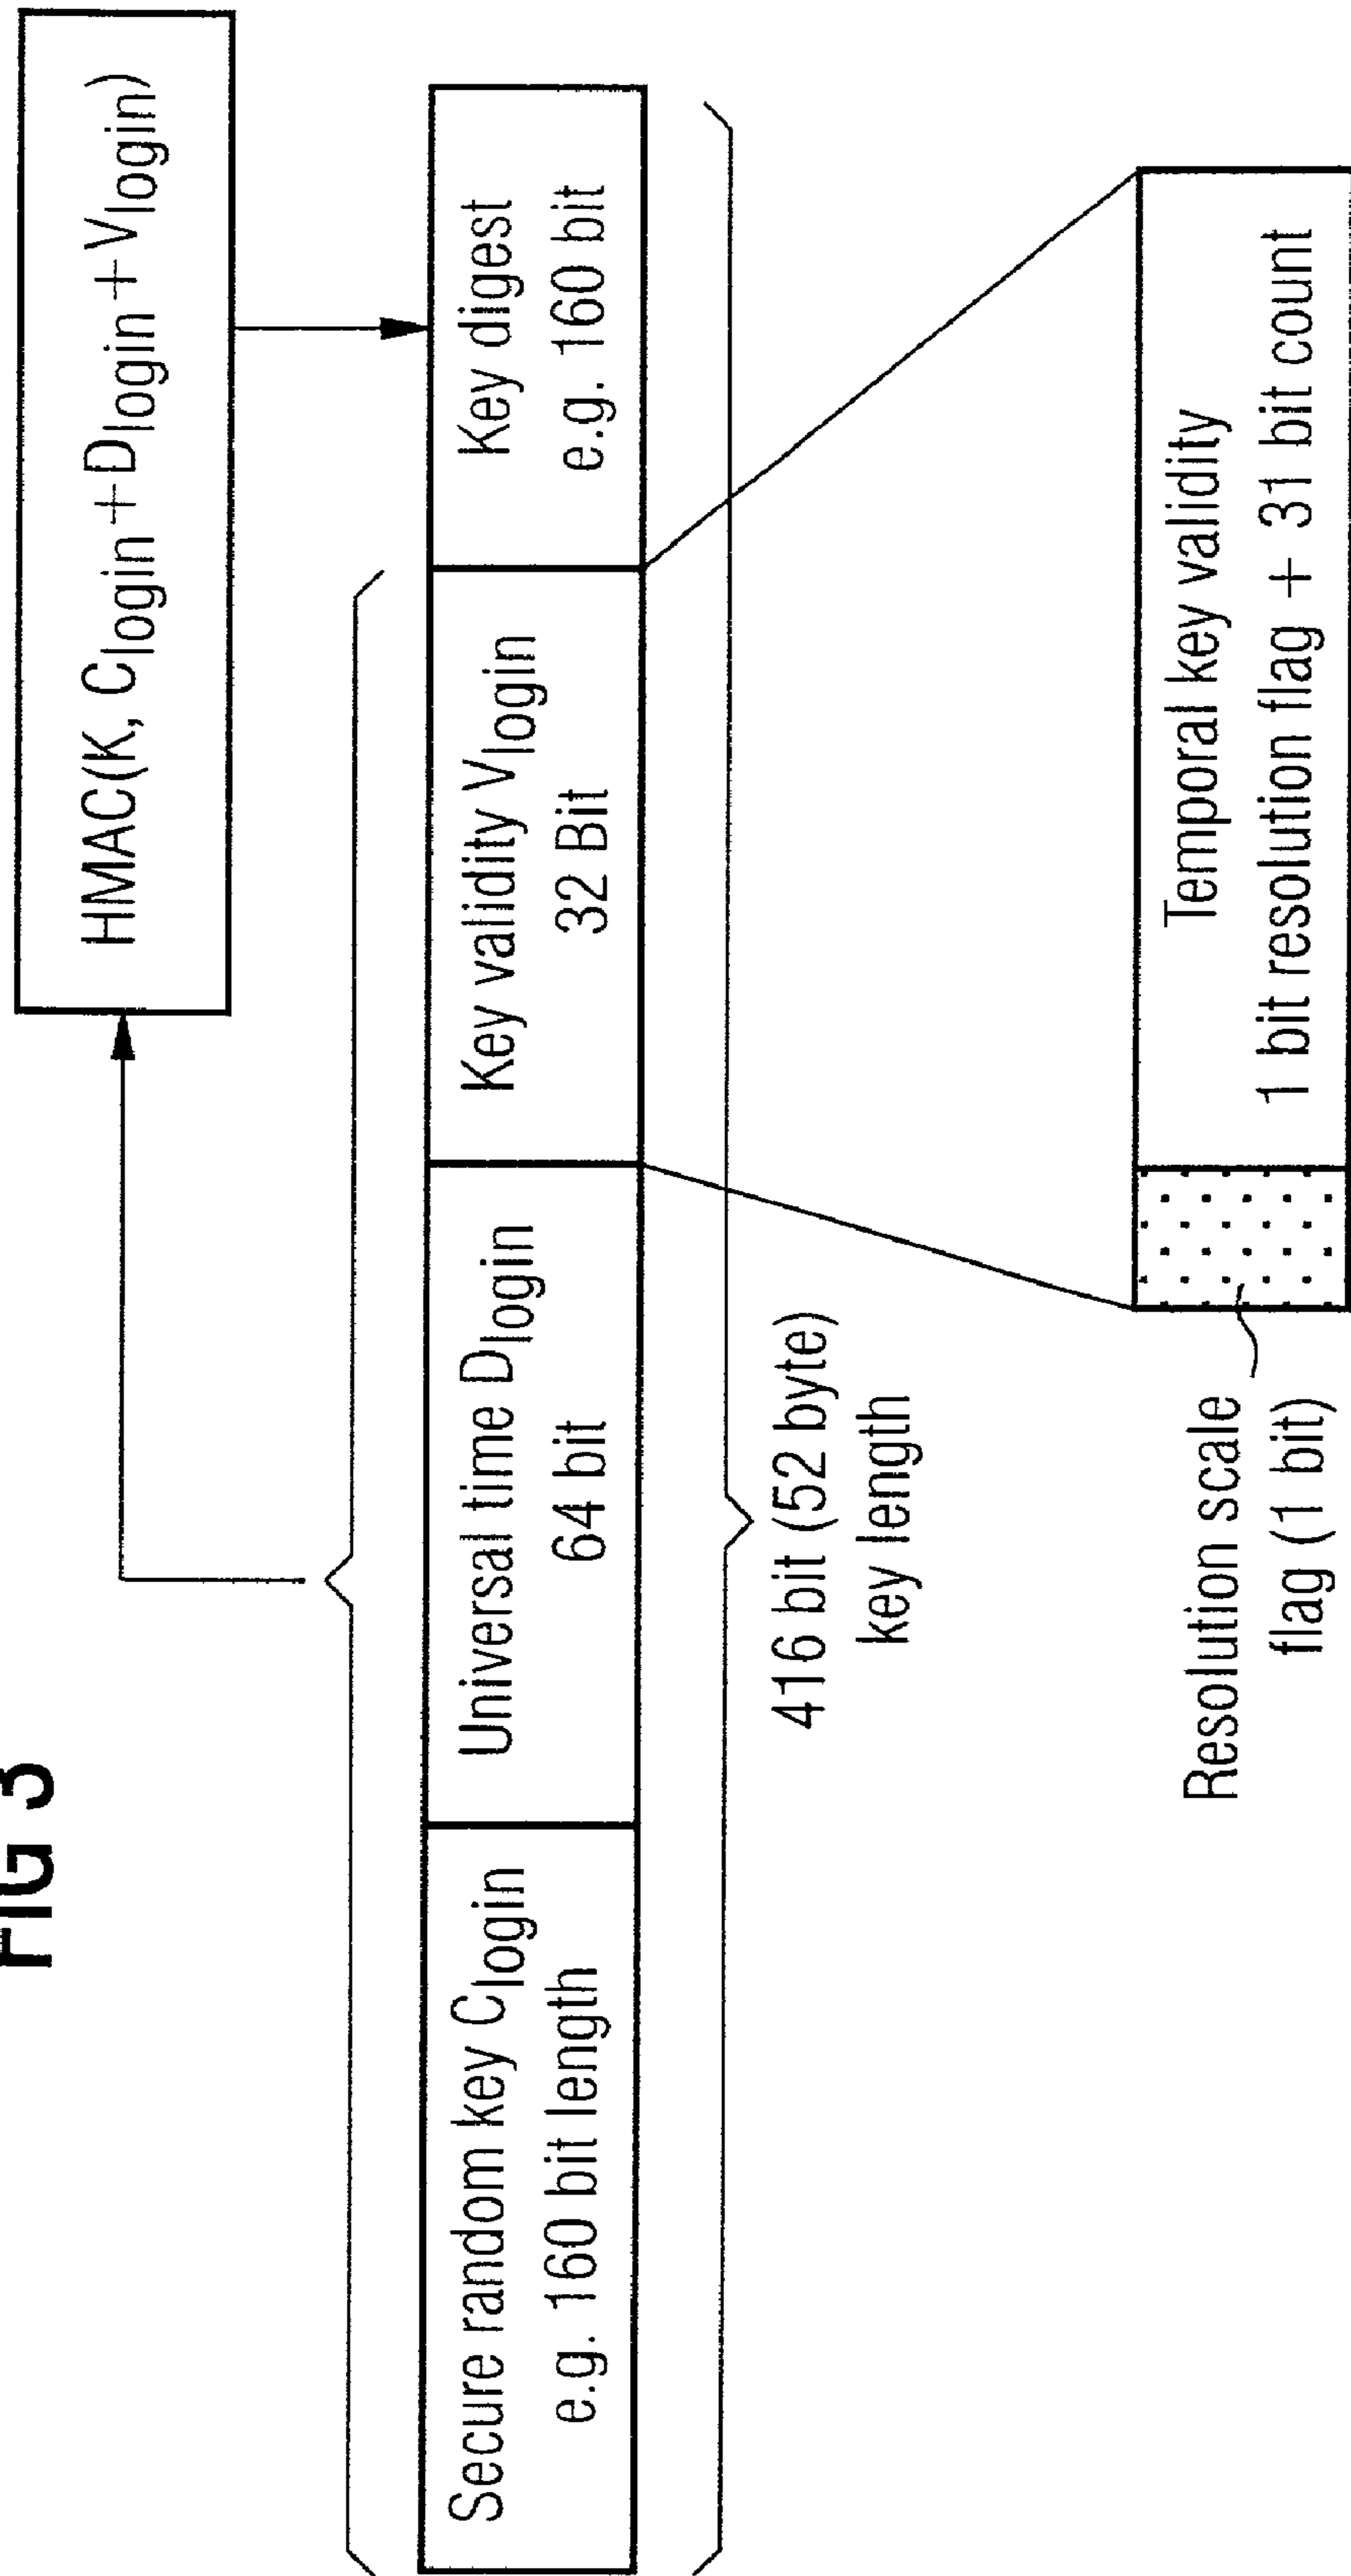 FIG 3
HMAC(K, Clogin+Dlogin+Vlogin)
Secure random key Clogin
e.g. 160 bit length
Universal time Dlogin
64 bit
Key validity Vlogin
32 Bit
Key digest
e.g. 160 bit
416 bit (52 byte)
key length
Resolution scale
flag (1 bit)
Temporal key validity
1 bit resolution flag + 31 bit count